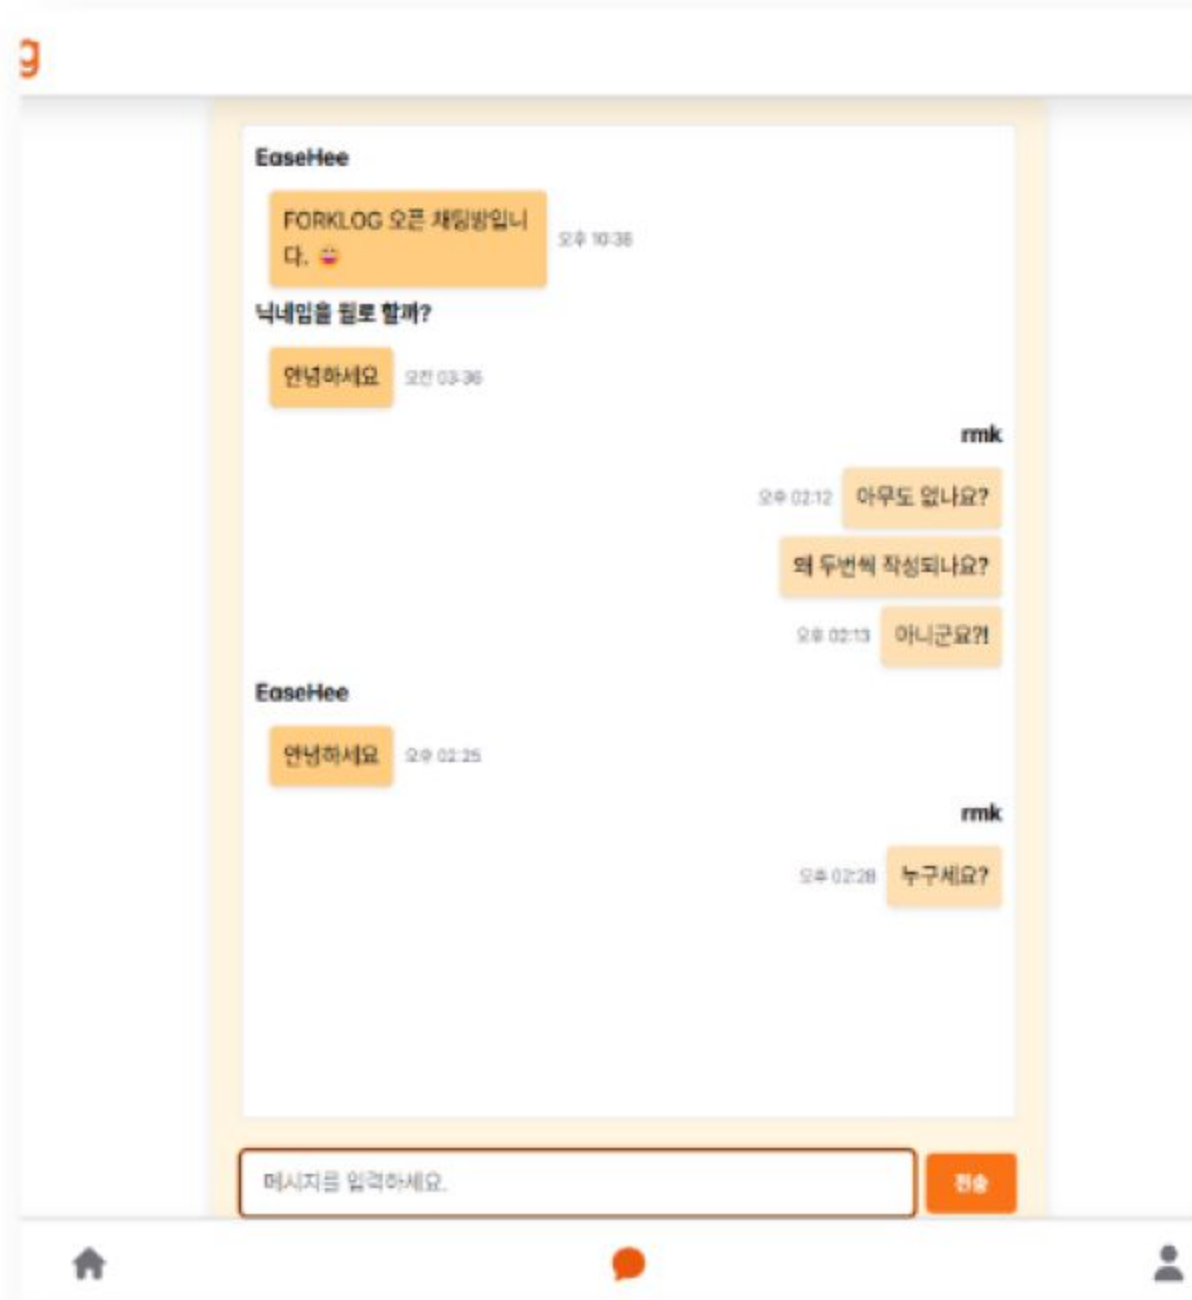 g
EaseHee
FORKLOG 오픈 채팅방입니
다. 😀
오후 10:38
닉네임을 뭘로 할까?
안녕하세요
오전 03:36
rmk
오후 02:12
아무도 없나요?
왜 두번씩 작성되나요?
오후 02:13
아니군요?!
EaseHee
안녕하세요
오후 02:25
rmk
오후 02:28
누구세요?
메시지를 입력하세요.
전송